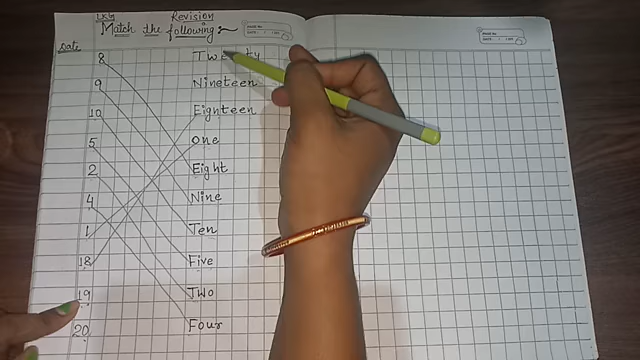 UKG Revision
Match the following :~
Date
8 Twenty
9 Nineteen
10 Eighteen
5 One
2 Eight
4 Nine
1 Ten
18 Five
19 Two
20 Four